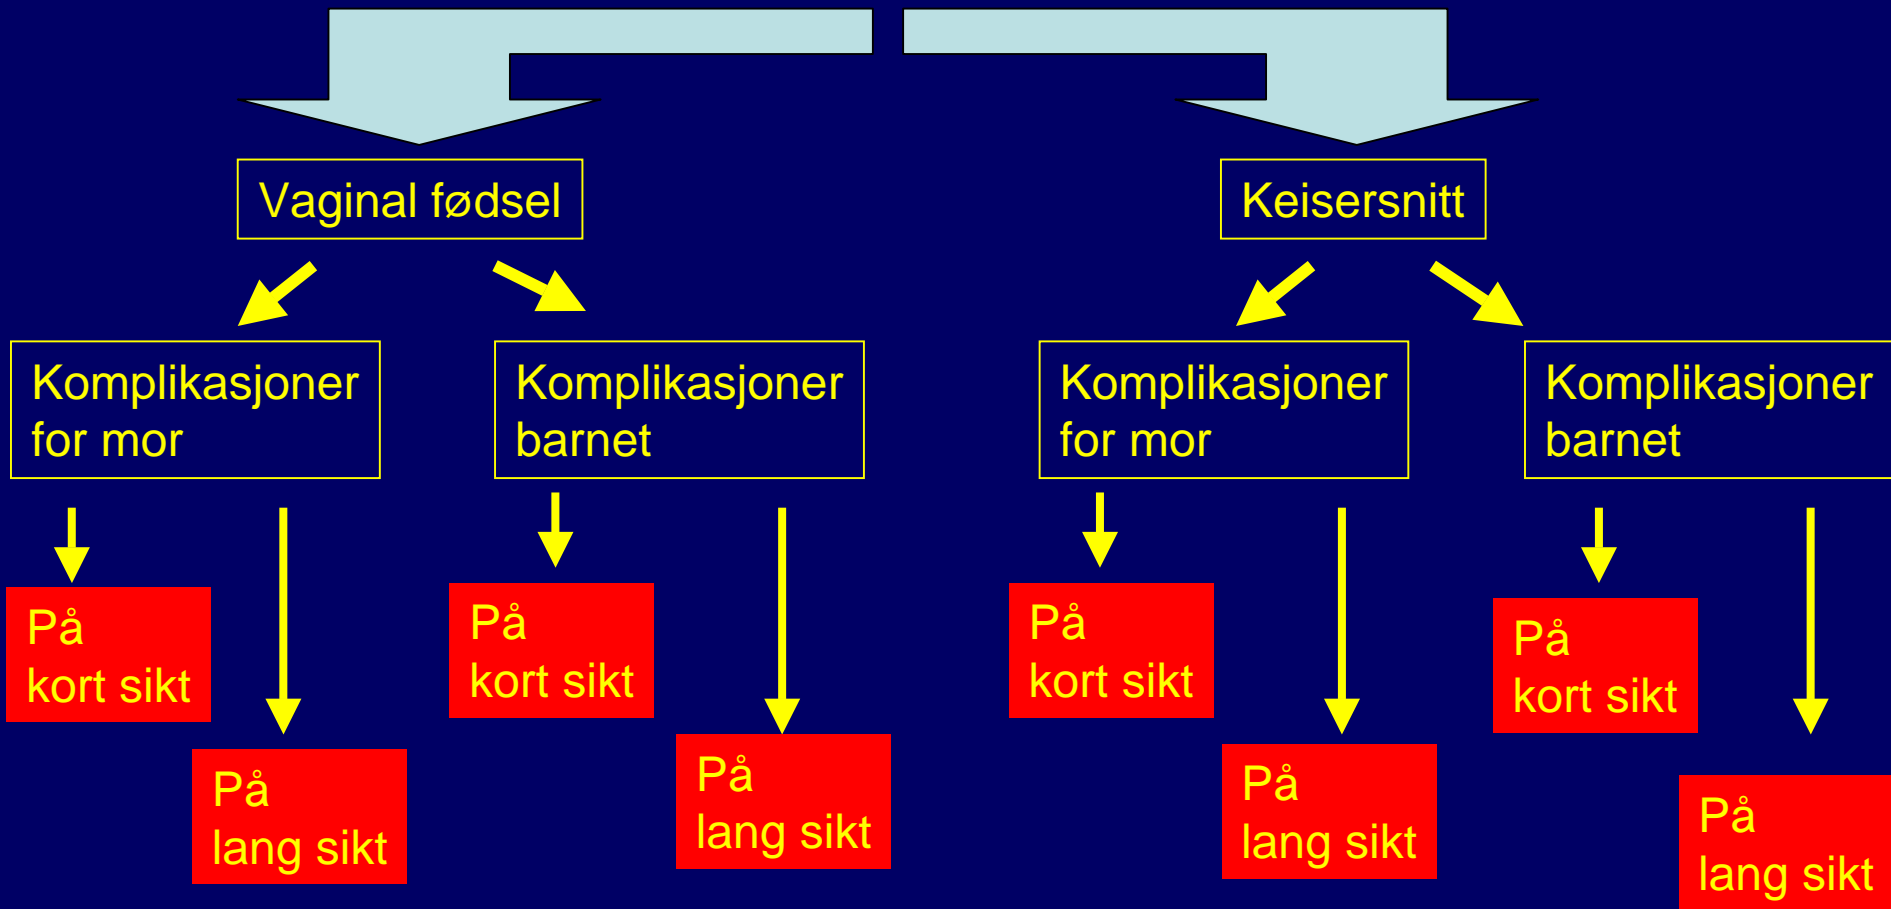 Vaginal fødsel
Keisersnitt
Komplikasjoner
for mor
Komplikasjoner
barnet
Komplikasjoner
for mor
Komplikasjoner
barnet
På
kort sikt
På
kort sikt
På
kort sikt
På
kort sikt
På
lang sikt
På
lang sikt
På
lang sikt
På
lang sikt